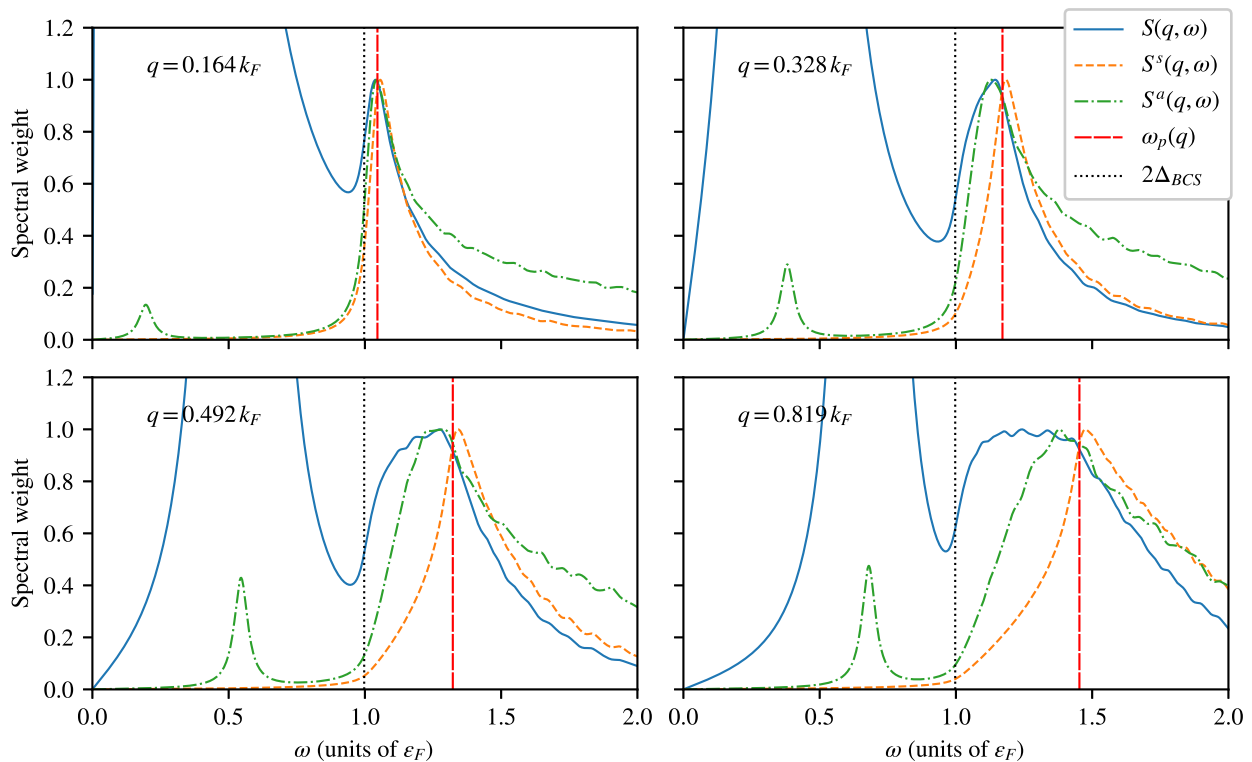 S(q, ω)
S^s(q, ω)
S^a(q, ω)
ω_p(q)
2Δ_BCS
Spectral weight
1.2
1.0
0.8
0.6
0.4
0.2
0.0
q = 0.164 k_F
q = 0.328 k_F
Spectral weight
1.2
1.0
0.8
0.6
0.4
0.2
0.0
q = 0.492 k_F
q = 0.819 k_F
0.0 0.5 1.0 1.5 2.0
0.0 0.5 1.0 1.5 2.0
ω (units of ε_F)
ω (units of ε_F)